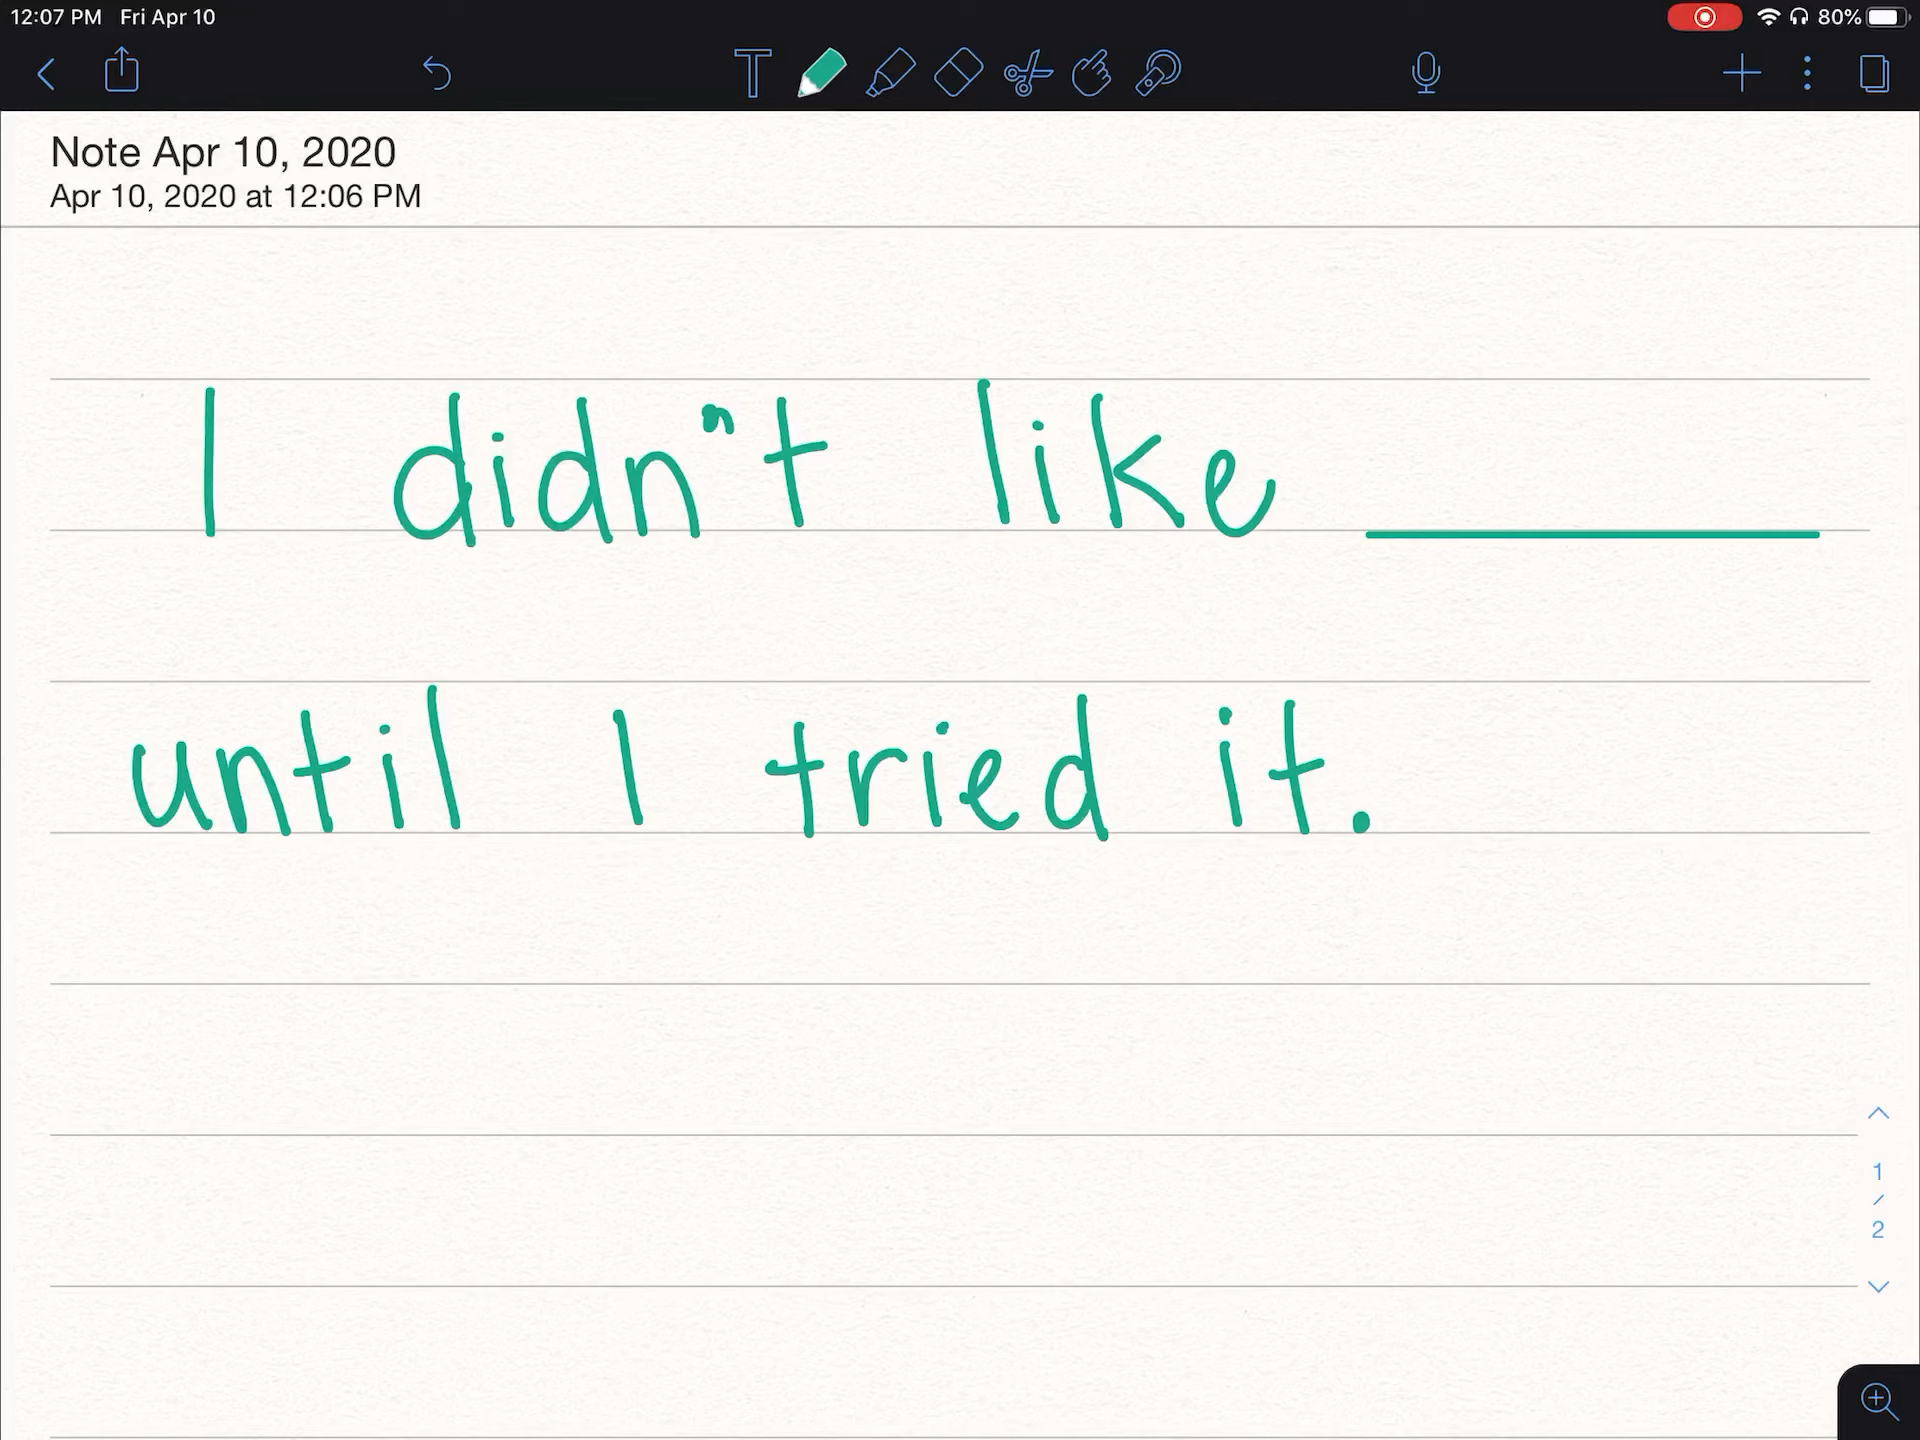 12:07 PM Fri Apr 10 80%
T
Note Apr 10, 2020
Apr 10, 2020 at 12:06 PM
I didn't like ________
until I tried it.
1
/
2